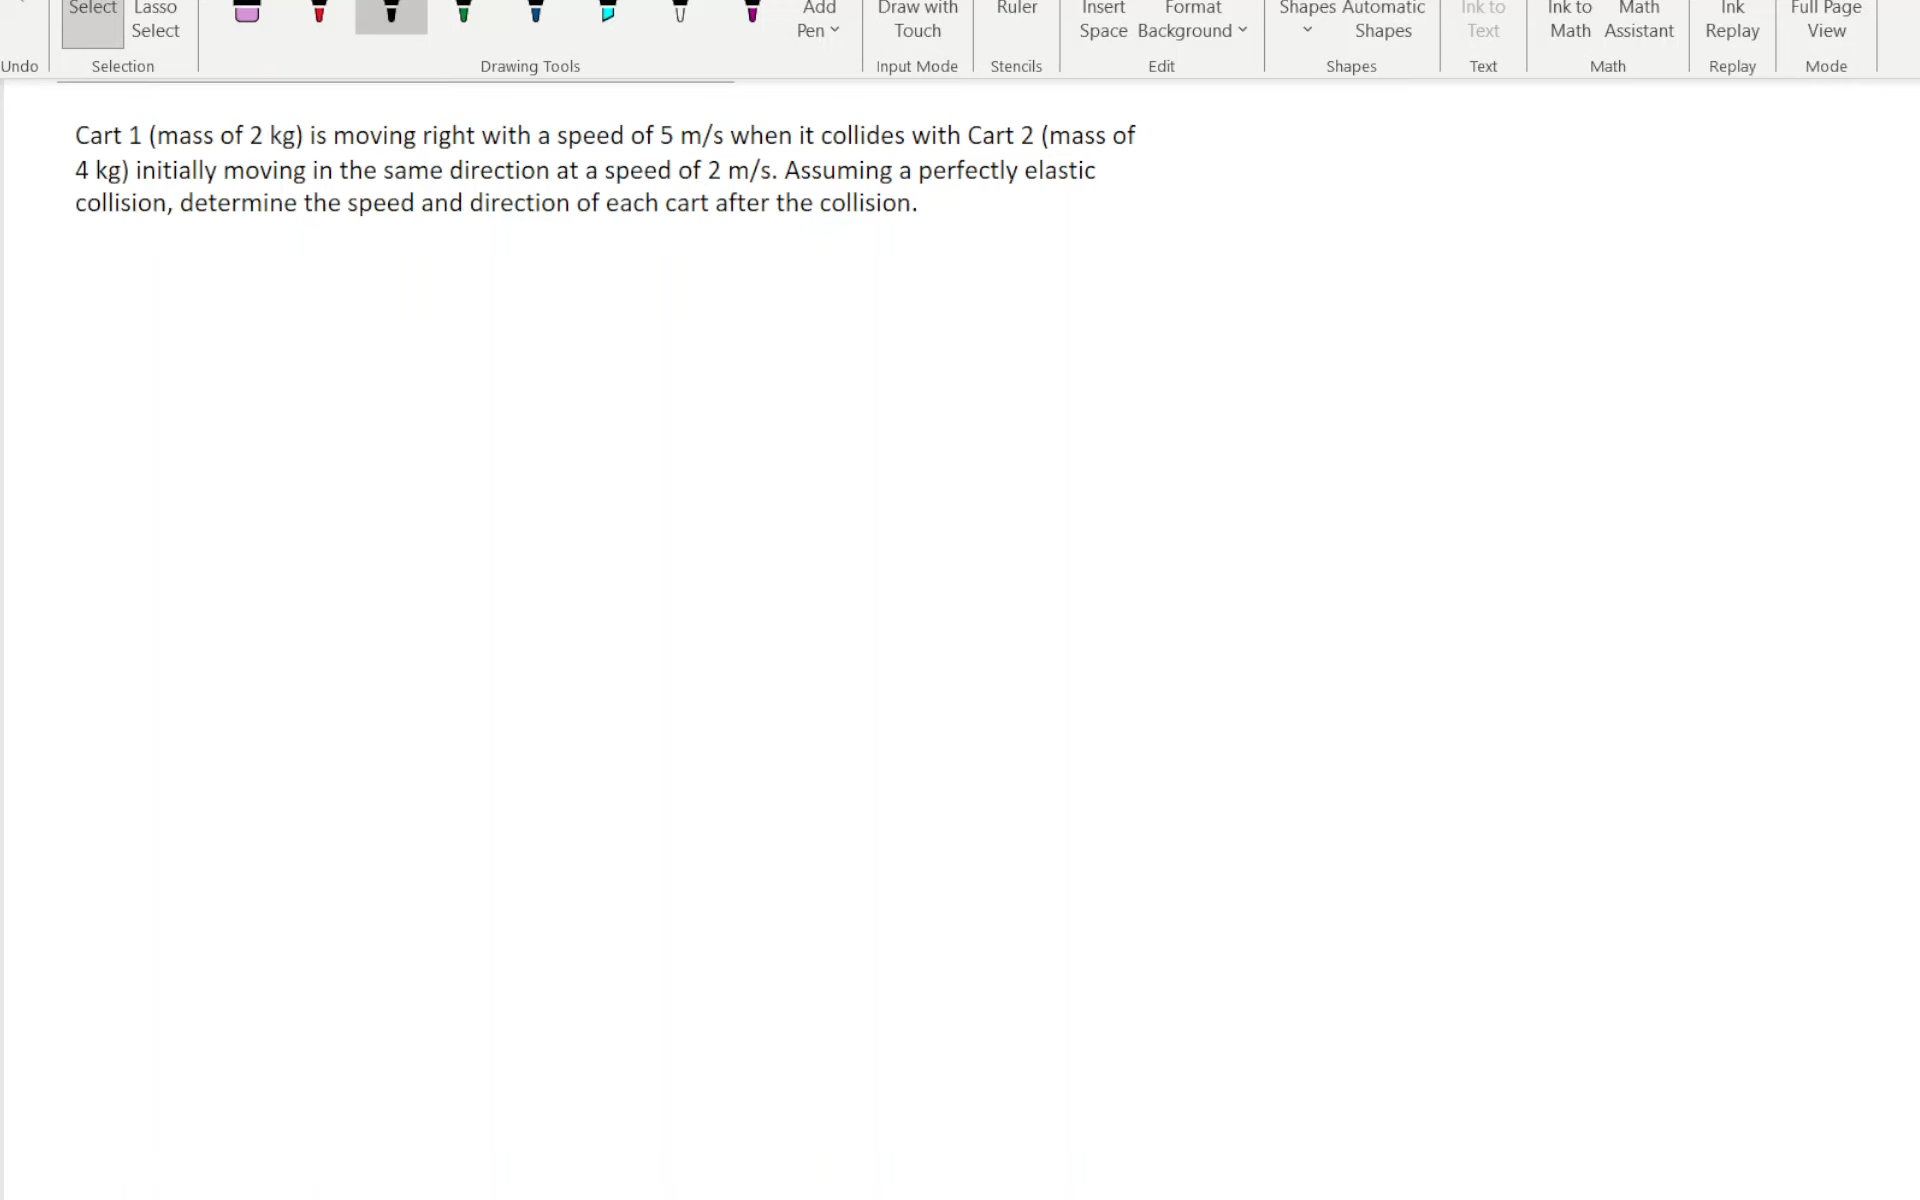 Select Lasso Select Add Pen Draw with Touch Ruler Insert Space Format Background Shapes Automatic Shapes Ink to Text Ink to Math Math Assistant Ink Replay Full Page View
Undo Selection Drawing Tools Input Mode Stencils Edit Shapes Text Math Replay Mode
Cart 1 (mass of 2 kg) is moving right with a speed of 5 m/s when it collides with Cart 2 (mass of
4 kg) initially moving in the same direction at a speed of 2 m/s. Assuming a perfectly elastic
collision, determine the speed and direction of each cart after the collision.